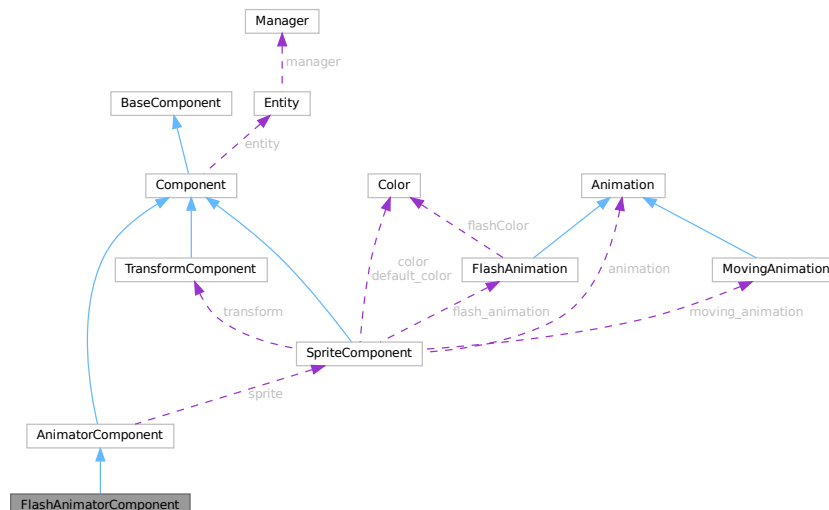 Manager
manager
BaseComponent
Entity
entity
Component
Color
Animation
flashColor
color
default_color
animation
TransformComponent
FlashAnimation
MovingAnimation
transform
flash_animation
moving_animation
SpriteComponent
sprite
AnimatorComponent
FlashAnimatorComponent